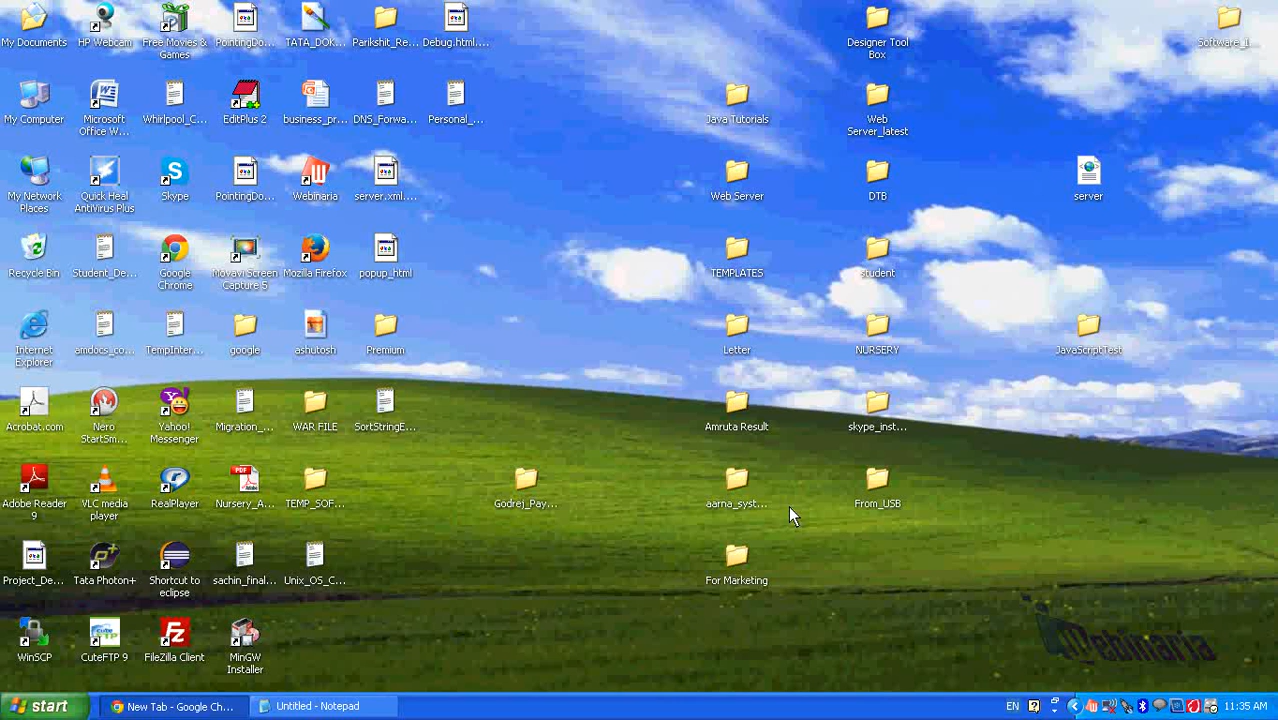 My Documents
HP Webcam
Free Movies &
Games
PointingDo...
TATA_DOK...
Parikshit_Re...
Debug.html....
Designer Tool
Box
Software_1...
My Computer
Microsoft
Office W...
Whirlpool_C...
EditPlus 2
business_pr...
DNS_Forwa...
Personal_...
Java Tutorials
Web
Server_latest
My Network
Places
Quick Heal
AntiVirus Plus
Skype
PointingDo...
Webinaria
server.xml....
Web Server
DTB
server
Recycle Bin
Student_De...
Google
Chrome
Movavi Screen
Capture 5
Mozilla Firefox
popup_html
TEMPLATES
student
Internet
Explorer
amdocs_co...
TempInter...
google
ashutosh
Premium
Letter
NURSERY
JavaScriptTest
Acrobat.com
Nero
StartSm...
Yahoo!
Messenger
Migration_...
WAR FILE
SortStringE...
Amruta Result
skype_inst...
Adobe Reader
9
VLC media
player
RealPlayer
Nursery_A...
TEMP_SOF...
Godrej_Pay...
aarna_syst...
From_USB
Project_De...
Tata Photon+
Shortcut to
eclipse
sachin_final...
Unix_OS_C...
For Marketing
WinSCP
CuteFTP 9
FileZilla Client
MinGW
Installer
Webinaria
start
New Tab - Google Ch...
Untitled - Notepad
EN
11:35 AM